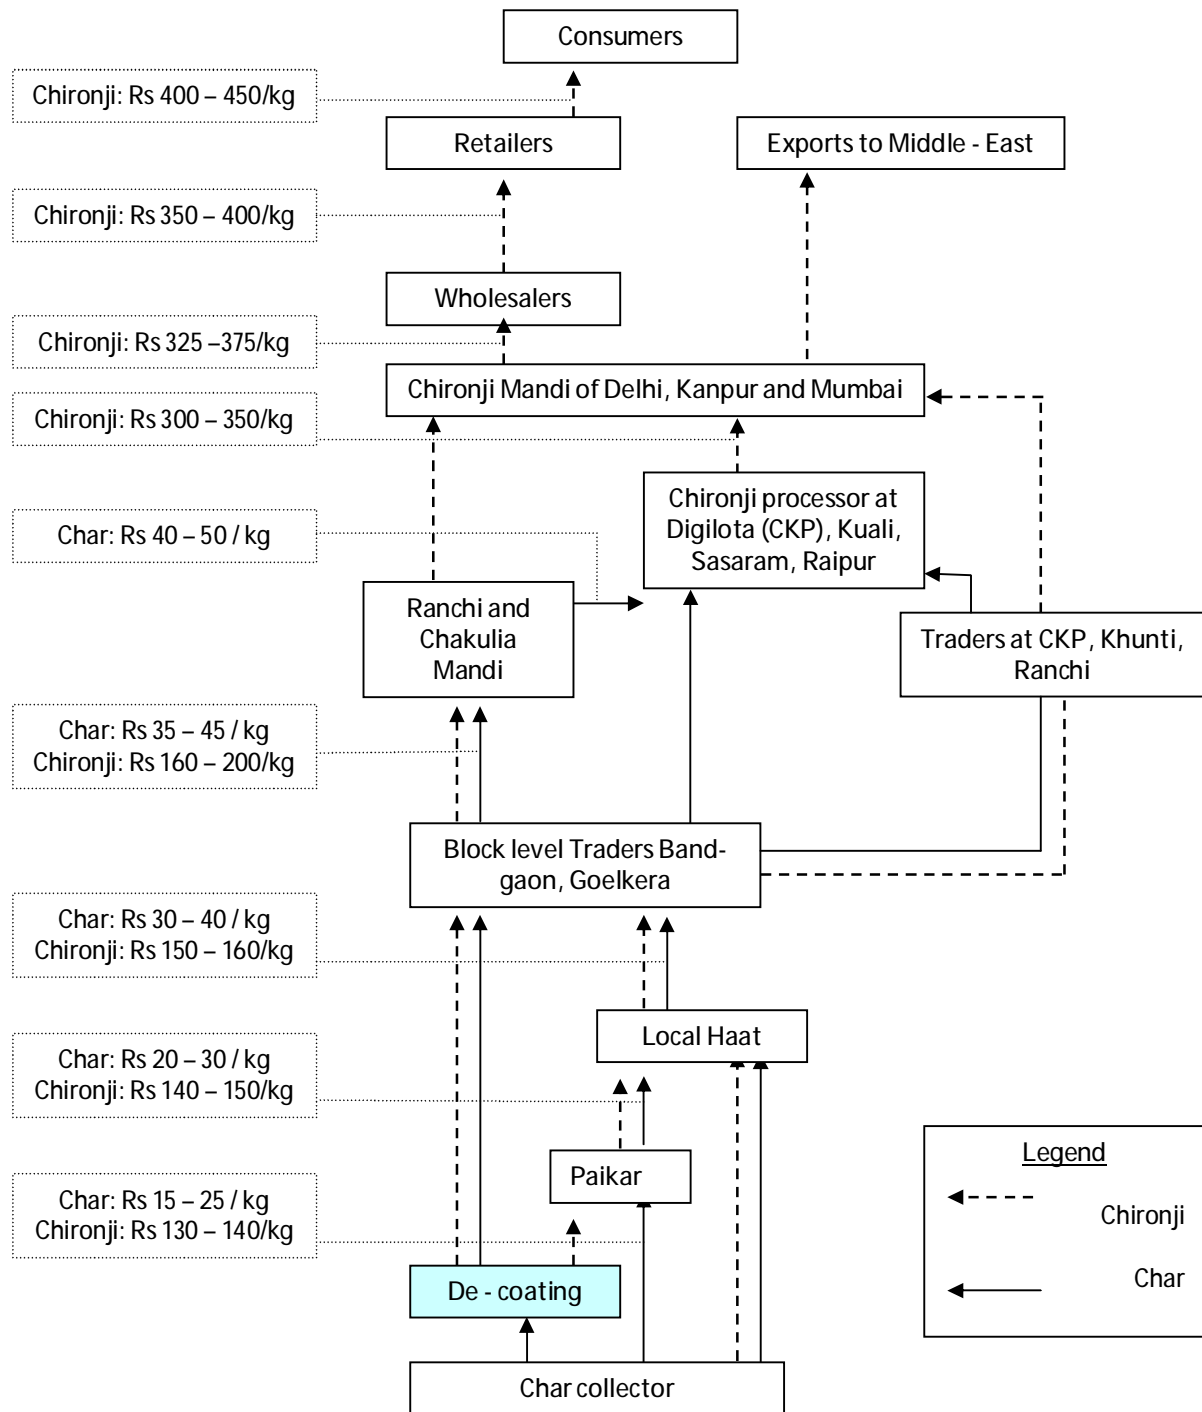 Consumers
Chironji: Rs 400 – 450/kg
Retailers
Exports to Middle - East
Chironji: Rs 350 – 400/kg
Wholesalers
Chironji: Rs 325 –375/kg
Chironji Mandi of Delhi, Kanpur and Mumbai
Chironji: Rs 300 – 350/kg
Chironji processor at
Digilota (CKP), Kuali,
Sasaram, Raipur
Char: Rs 40 – 50 / kg
Ranchi and
Chakulia
Mandi
Traders at CKP, Khunti,
Ranchi
Char: Rs 35 – 45 / kg
Chironji: Rs 160 – 200/kg
Block level Traders Band-
gaon, Goelkera
Char: Rs 30 – 40 / kg
Chironji: Rs 150 – 160/kg
Local Haat
Char: Rs 20 – 30 / kg
Chironji: Rs 140 – 150/kg
Paikar
Char: Rs 15 – 25 / kg
Chironji: Rs 130 – 140/kg
De - coating
Char collector
Legend
Chironji
Char